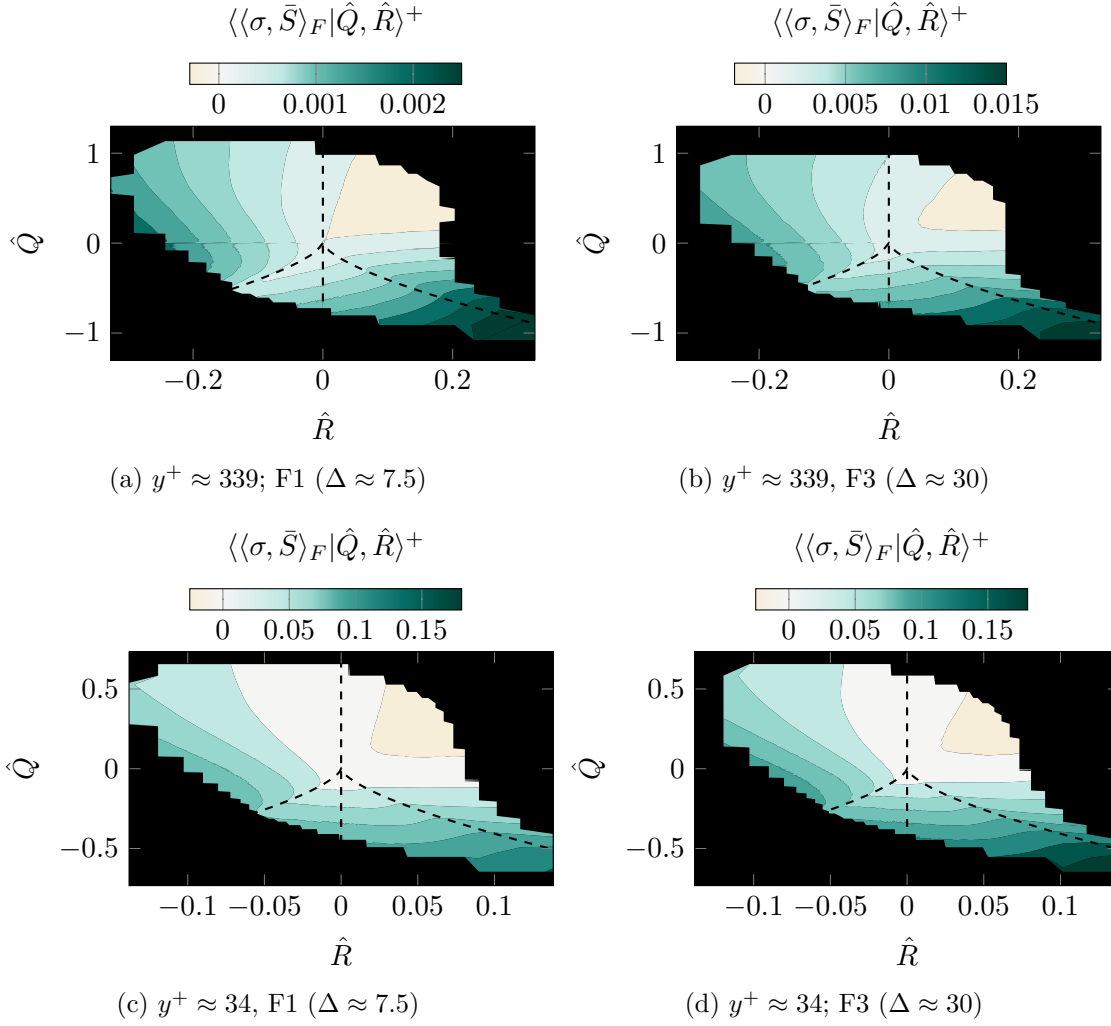 ⟨⟨σ, S̄⟩_F|Q̂, R̂⟩⁺
0 0.001 0.002
1
0
−1
Q̂
−0.2 0 0.2
R̂
(a) y⁺ ≈ 339; F1 (Δ ≈ 7.5)
⟨⟨σ, S̄⟩_F|Q̂, R̂⟩⁺
0 0.005 0.01 0.015
1
0
−1
Q̂
−0.2 0 0.2
R̂
(b) y⁺ ≈ 339, F3 (Δ ≈ 30)
⟨⟨σ, S̄⟩_F|Q̂, R̂⟩⁺
0 0.05 0.1 0.15
0.5
0
−0.5
Q̂
−0.1 −0.05 0 0.05 0.1
R̂
(c) y⁺ ≈ 34, F1 (Δ ≈ 7.5)
⟨⟨σ, S̄⟩_F|Q̂, R̂⟩⁺
0 0.05 0.1 0.15
0.5
0
−0.5
Q̂
−0.1 −0.05 0 0.05 0.1
R̂
(d) y⁺ ≈ 34; F3 (Δ ≈ 30)